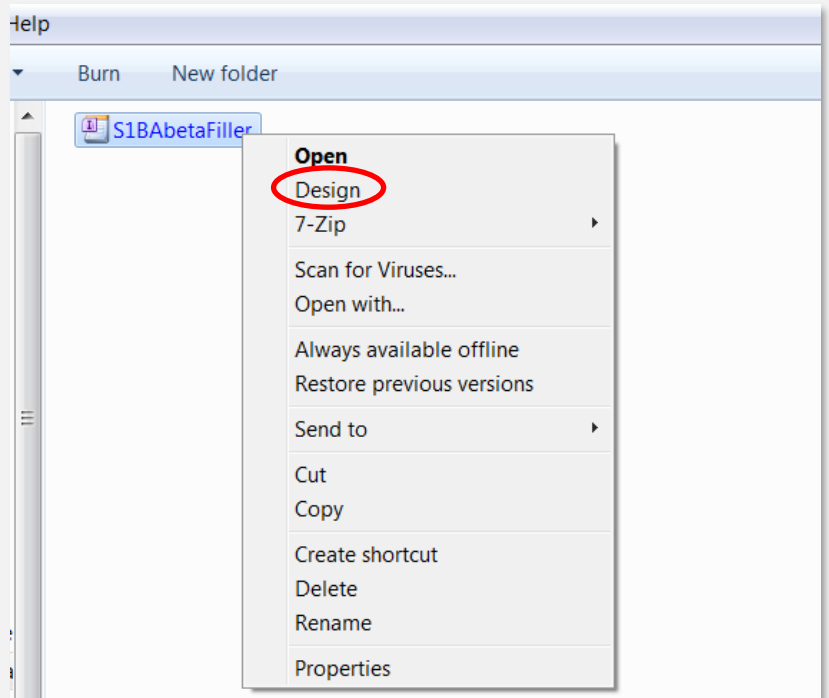 Help
Burn New folder
S1BAbetaFiller
Open
Design
7-Zip
Scan for Viruses...
Open with...
Always available offline
Restore previous versions
Send to
Cut
Copy
Create shortcut
Delete
Rename
Properties